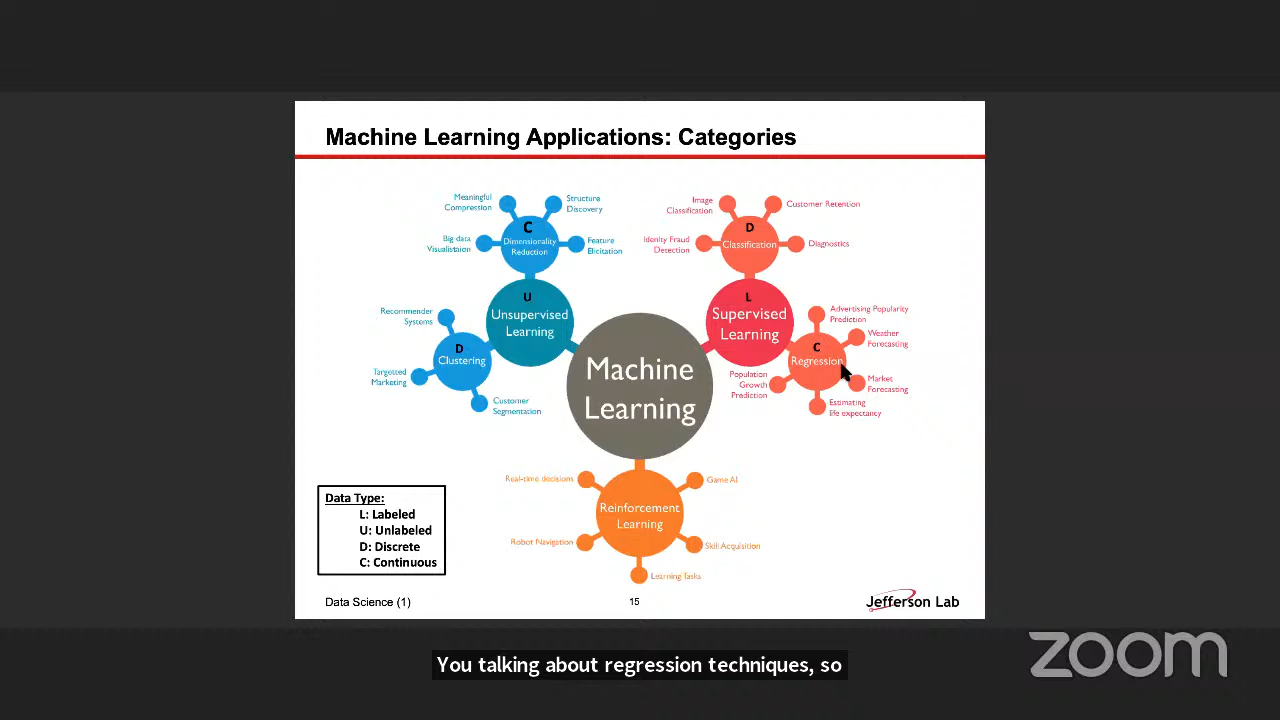 Machine Learning Applications: Categories
Meaningful
Compression
Structure
Discovery
Big data
Visualistaion
C
Dimensionality
Reduction
Feature
Elicitation
Image
Classification
Customer Retention
Idenity Fraud
Detection
D
Classification
Diagnostics
U
Unsupervised
Learning
L
Supervised
Learning
Recommender
Systems
D
Clustering
Targetted
Marketing
Customer
Segmentation
Machine
Learning
Advertising Popularity
Prediction
Weather
Forecasting
C
Regression
Population
Growth
Prediction
Market
Forecasting
Estimating
life expectancy
Real-time decisions
Game AI
Reinforcement
Learning
Robot Navigation
Skill Acquisition
Learning Tasks
Data Type:
L: Labeled
U: Unlabeled
D: Discrete
C: Continuous
Data Science (1)
15
Jefferson Lab
You talking about regression techniques, so
zoom